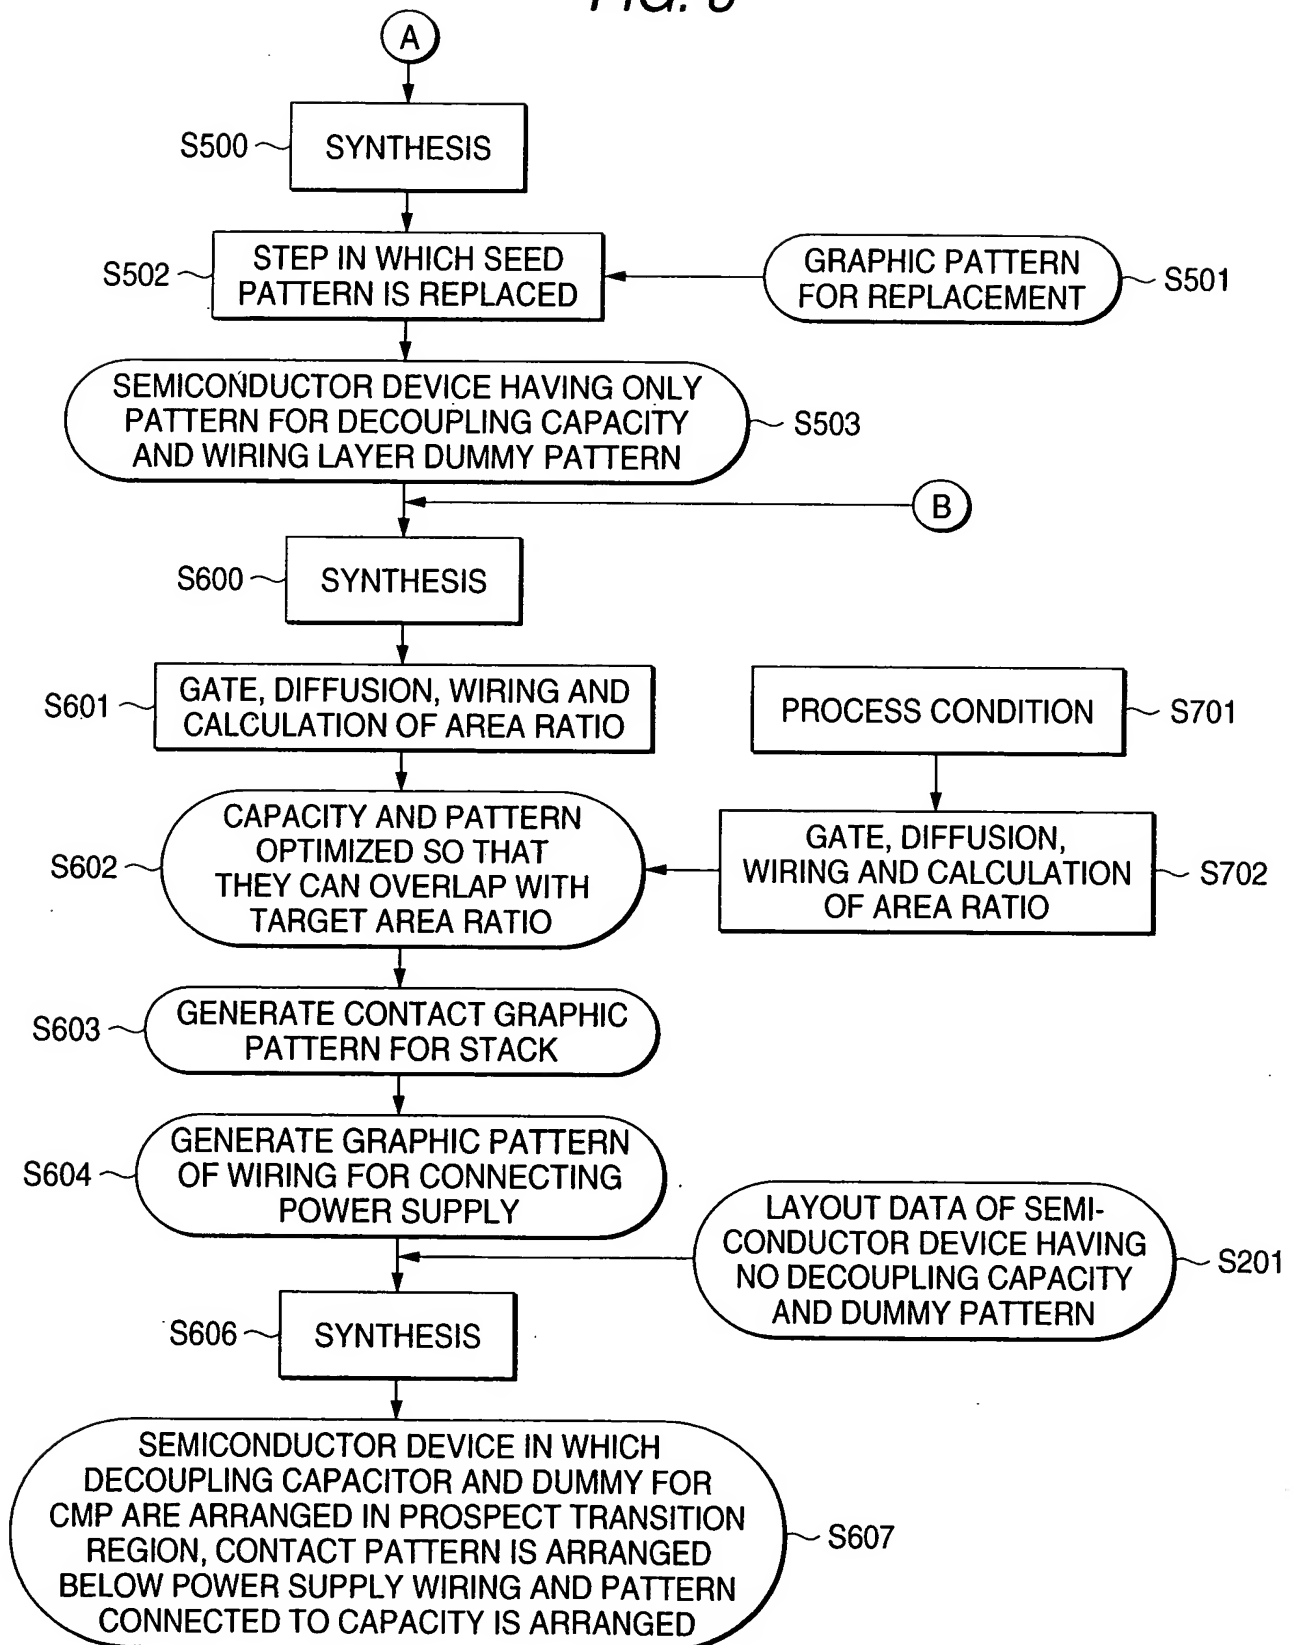 FIG.
A
S500
SYNTHESIS
S502
STEP IN WHICH SEED
PATTERN IS REPLACED
GRAPHIC PATTERN
FOR REPLACEMENT
S501
SEMICONDUCTOR DEVICE HAVING ONLY
PATTERN FOR DECOUPLING CAPACITY
AND WIRING LAYER DUMMY PATTERN
S503
B
S600
SYNTHESIS
S601
GATE, DIFFUSION, WIRING AND
CALCULATION OF AREA RATIO
PROCESS CONDITION
S701
S602
CAPACITY AND PATTERN
OPTIMIZED SO THAT
THEY CAN OVERLAP WITH
TARGET AREA RATIO
GATE, DIFFUSION,
WIRING AND CALCULATION
OF AREA RATIO
S702
S603
GENERATE CONTACT GRAPHIC
PATTERN FOR STACK
S604
GENERATE GRAPHIC PATTERN
OF WIRING FOR CONNECTING
POWER SUPPLY
LAYOUT DATA OF SEMI-
CONDUCTOR DEVICE HAVING
NO DECOUPLING CAPACITY
AND DUMMY PATTERN
S201
S606
SYNTHESIS
SEMICONDUCTOR DEVICE IN WHICH
DECOUPLING CAPACITOR AND DUMMY FOR
CMP ARE ARRANGED IN PROSPECT TRANSITION
REGION, CONTACT PATTERN IS ARRANGED
BELOW POWER SUPPLY WIRING AND PATTERN
CONNECTED TO CAPACITY IS ARRANGED
S607